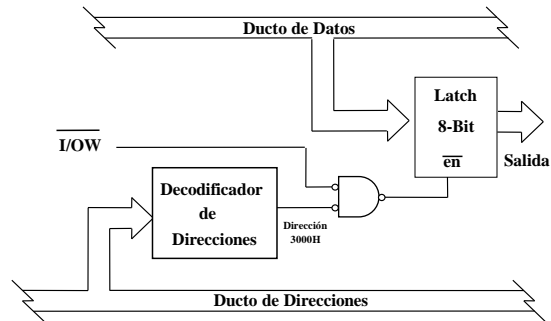 Ducto de Datos
Latch
8-Bit
en
Salida
I/OW
Decodificador
de
Direcciones
Dirección
3000H
Ducto de Direcciones